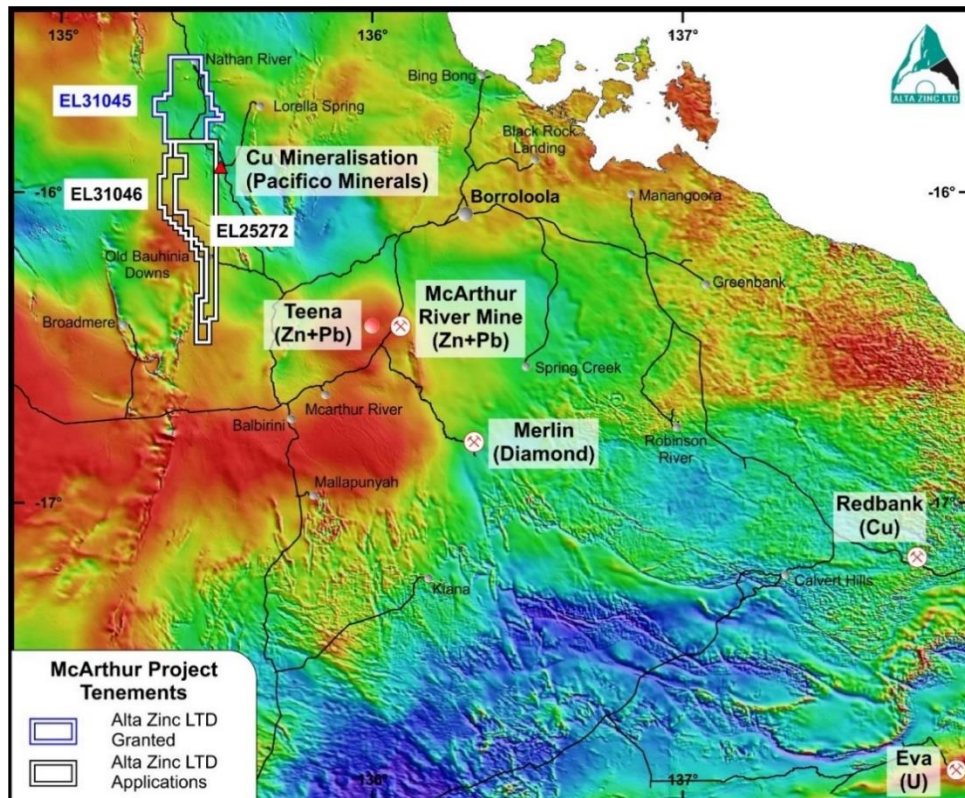 135°
136°
137°
Nathan River
Bing Bong
ALTA ZINC LTD
EL31045
Lorella Spring
Black Rock
Landing
Cu Mineralisation
(Pacifico Minerals)
-16°
-16°
EL31046
Manangoora
Borroloola
EL25272
Old Bauhinia
Downs
Greenbank
Teena
(Zn+Pb)
McArthur
River Mine
(Zn+Pb)
Broadmere
Spring Creek
Mcarthur River
Balbirini
Merlin
(Diamond)
Robinson
River
Mallapunyah
-17°
-17°
Redbank
(Cu)
Kiana
Calvert Hills
McArthur Project
Tenements
Alta Zinc LTD
Granted
Alta Zinc LTD
Applications
136°
137°
Eva
(U)